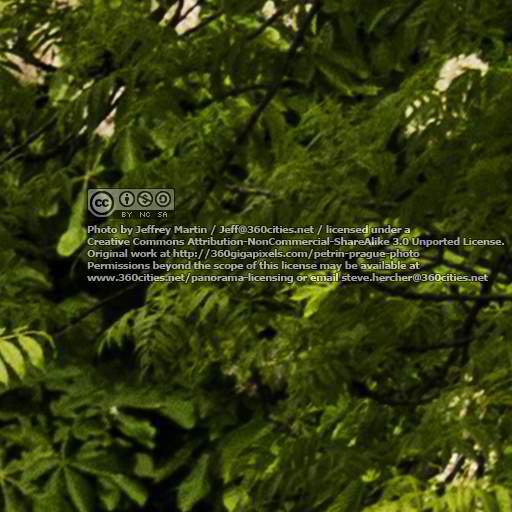 cc
BY NC SA
Photo by Jeffrey Martin / Jeff@360cities.net / licensed under a
Creative Commons Attribution-NonCommercial-ShareAlike 3.0 Unported License.
Original work at http://360gigapixels.com/petrin-prague-photo
Permissions beyond the scope of this license may be available at
www.360cities.net/panorama-licensing or email steve.hercher@360cities.net